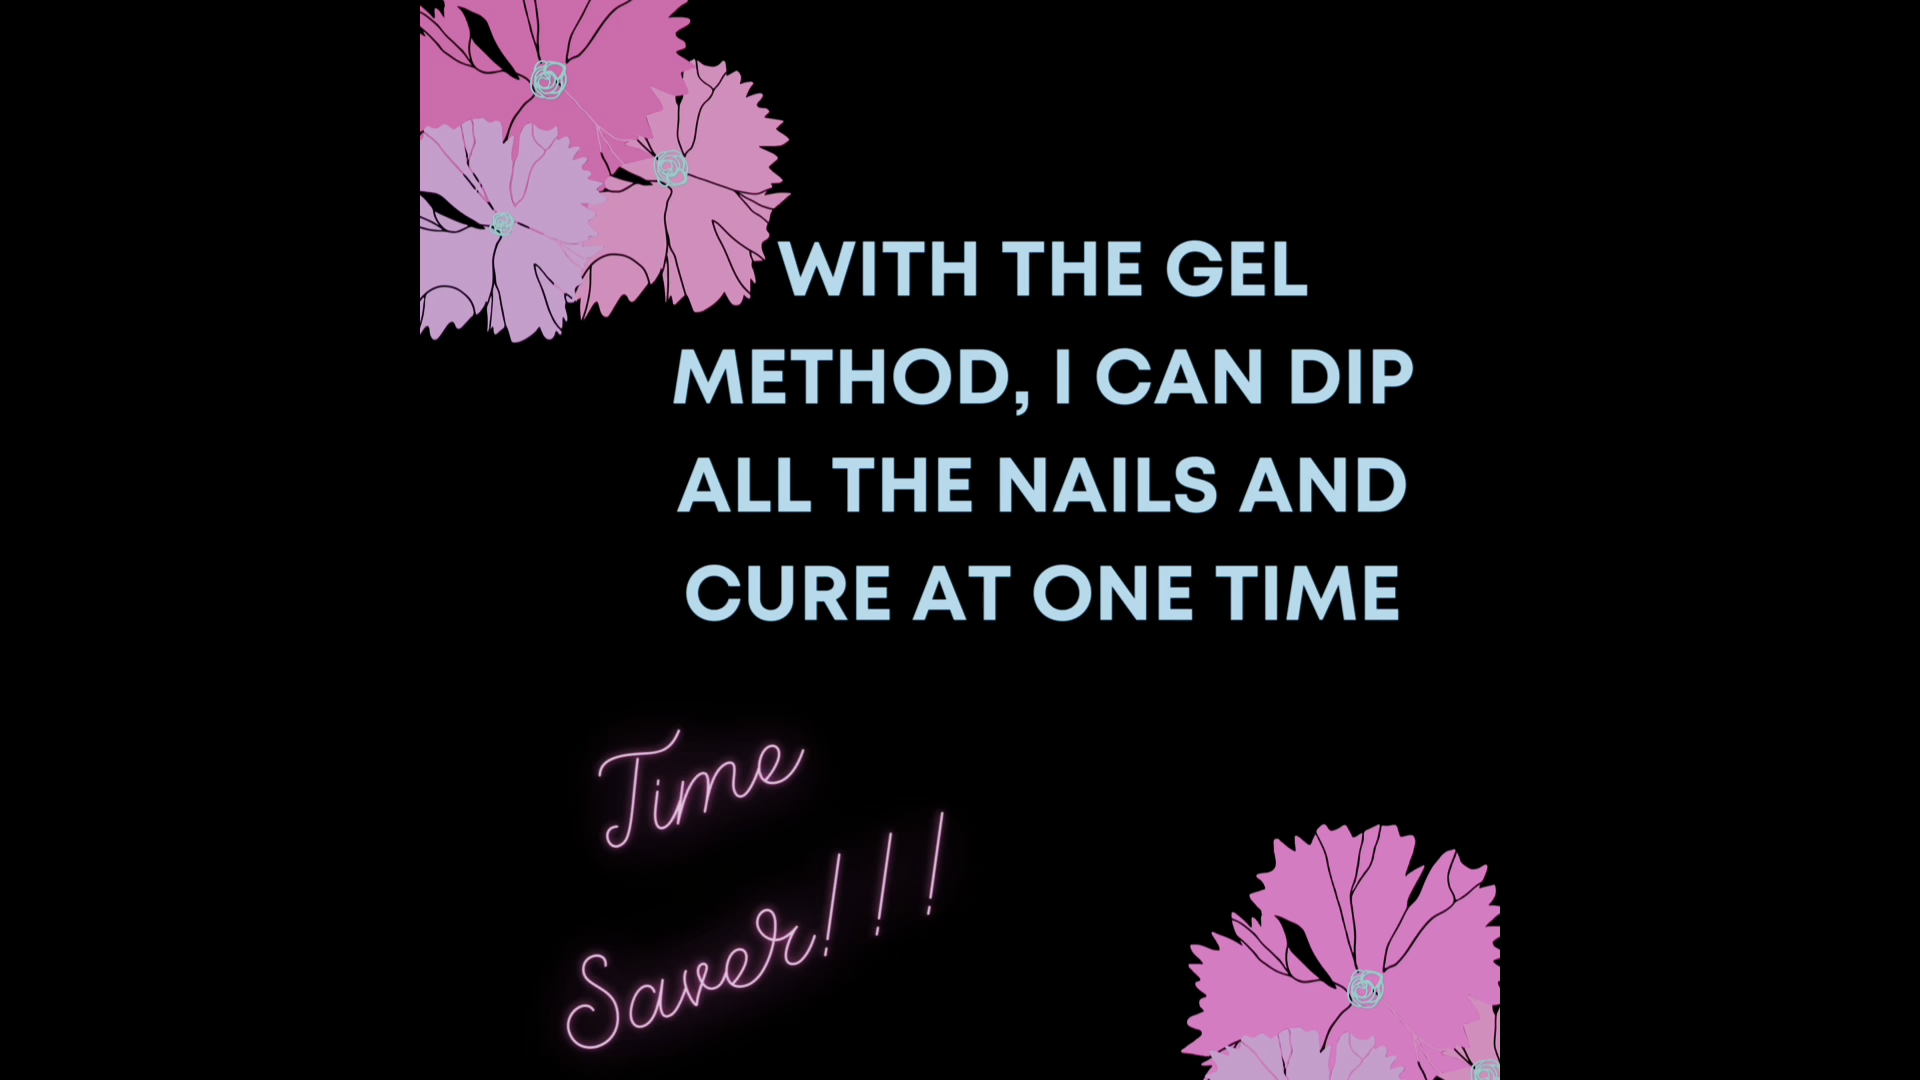 WITH THE GEL
METHOD, I CAN DIP
ALL THE NAILS AND
CURE AT ONE TIME
Time
Saver!!!